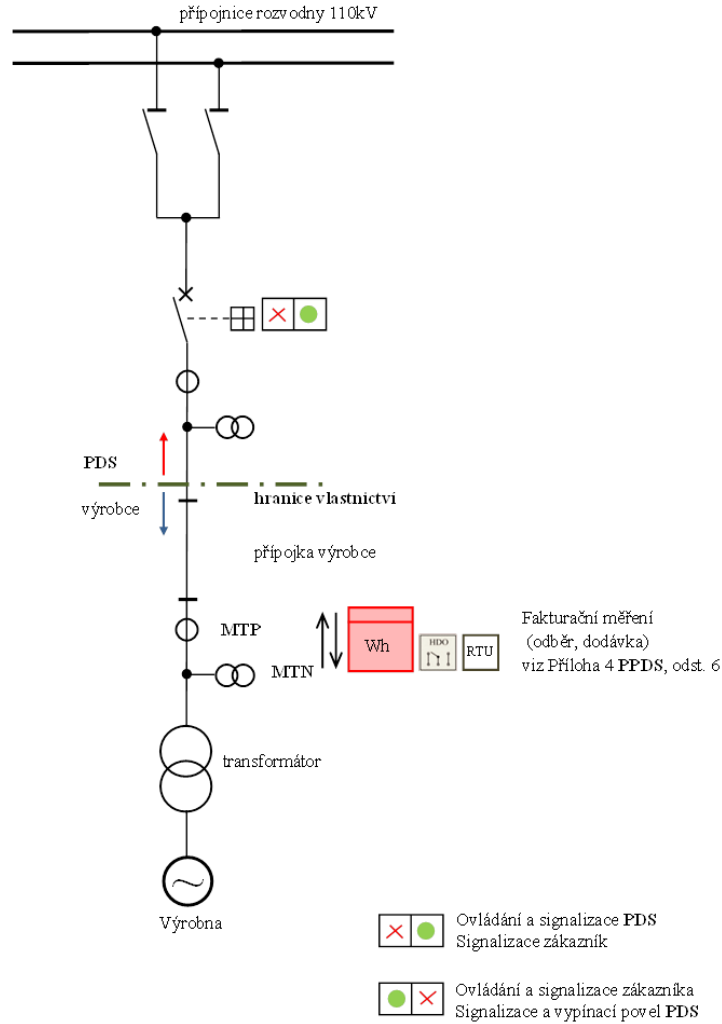 přípojnice rozvodny 110kV
PDS
výrobce
hranice vlastnictví
přípojka výrobce
MTP
MTN
Wh
HDO
RTU
Fakturační měření
(odběr, dodávka)
viz Příloha 4 PPDS, odst. 6
transformátor
Výrobna
Ovládání a signalizace PDS
Signalizace zákazník
Ovládání a signalizace zákazníka
Signalizace a vypínací povel PDS